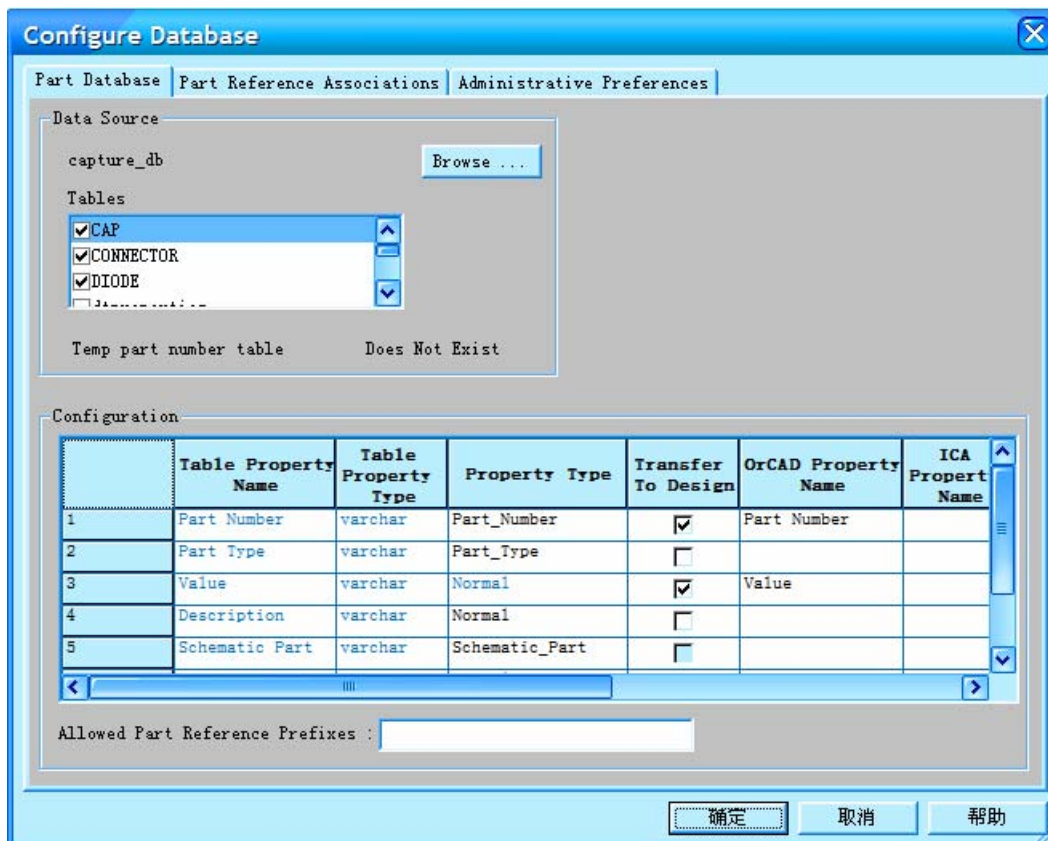 Configure Database
Part Database Part Reference Associations Administrative Preferences
Data Source
capture_db Browse ...
Tables
CAP
CONNECTOR
DIODE
Temp part number table Does Not Exist
Configuration
Table Property Name Table Property Type Property Type Transfer To Design OrCAD Property Name ICA Propert Name
1 Part Number varchar Part_Number Part Number
2 Part Type varchar Part_Type
3 Value varchar Normal Value
4 Description varchar Normal
5 Schematic Part varchar Schematic_Part
Allowed Part Reference Prefixes :
确定 取消 帮助